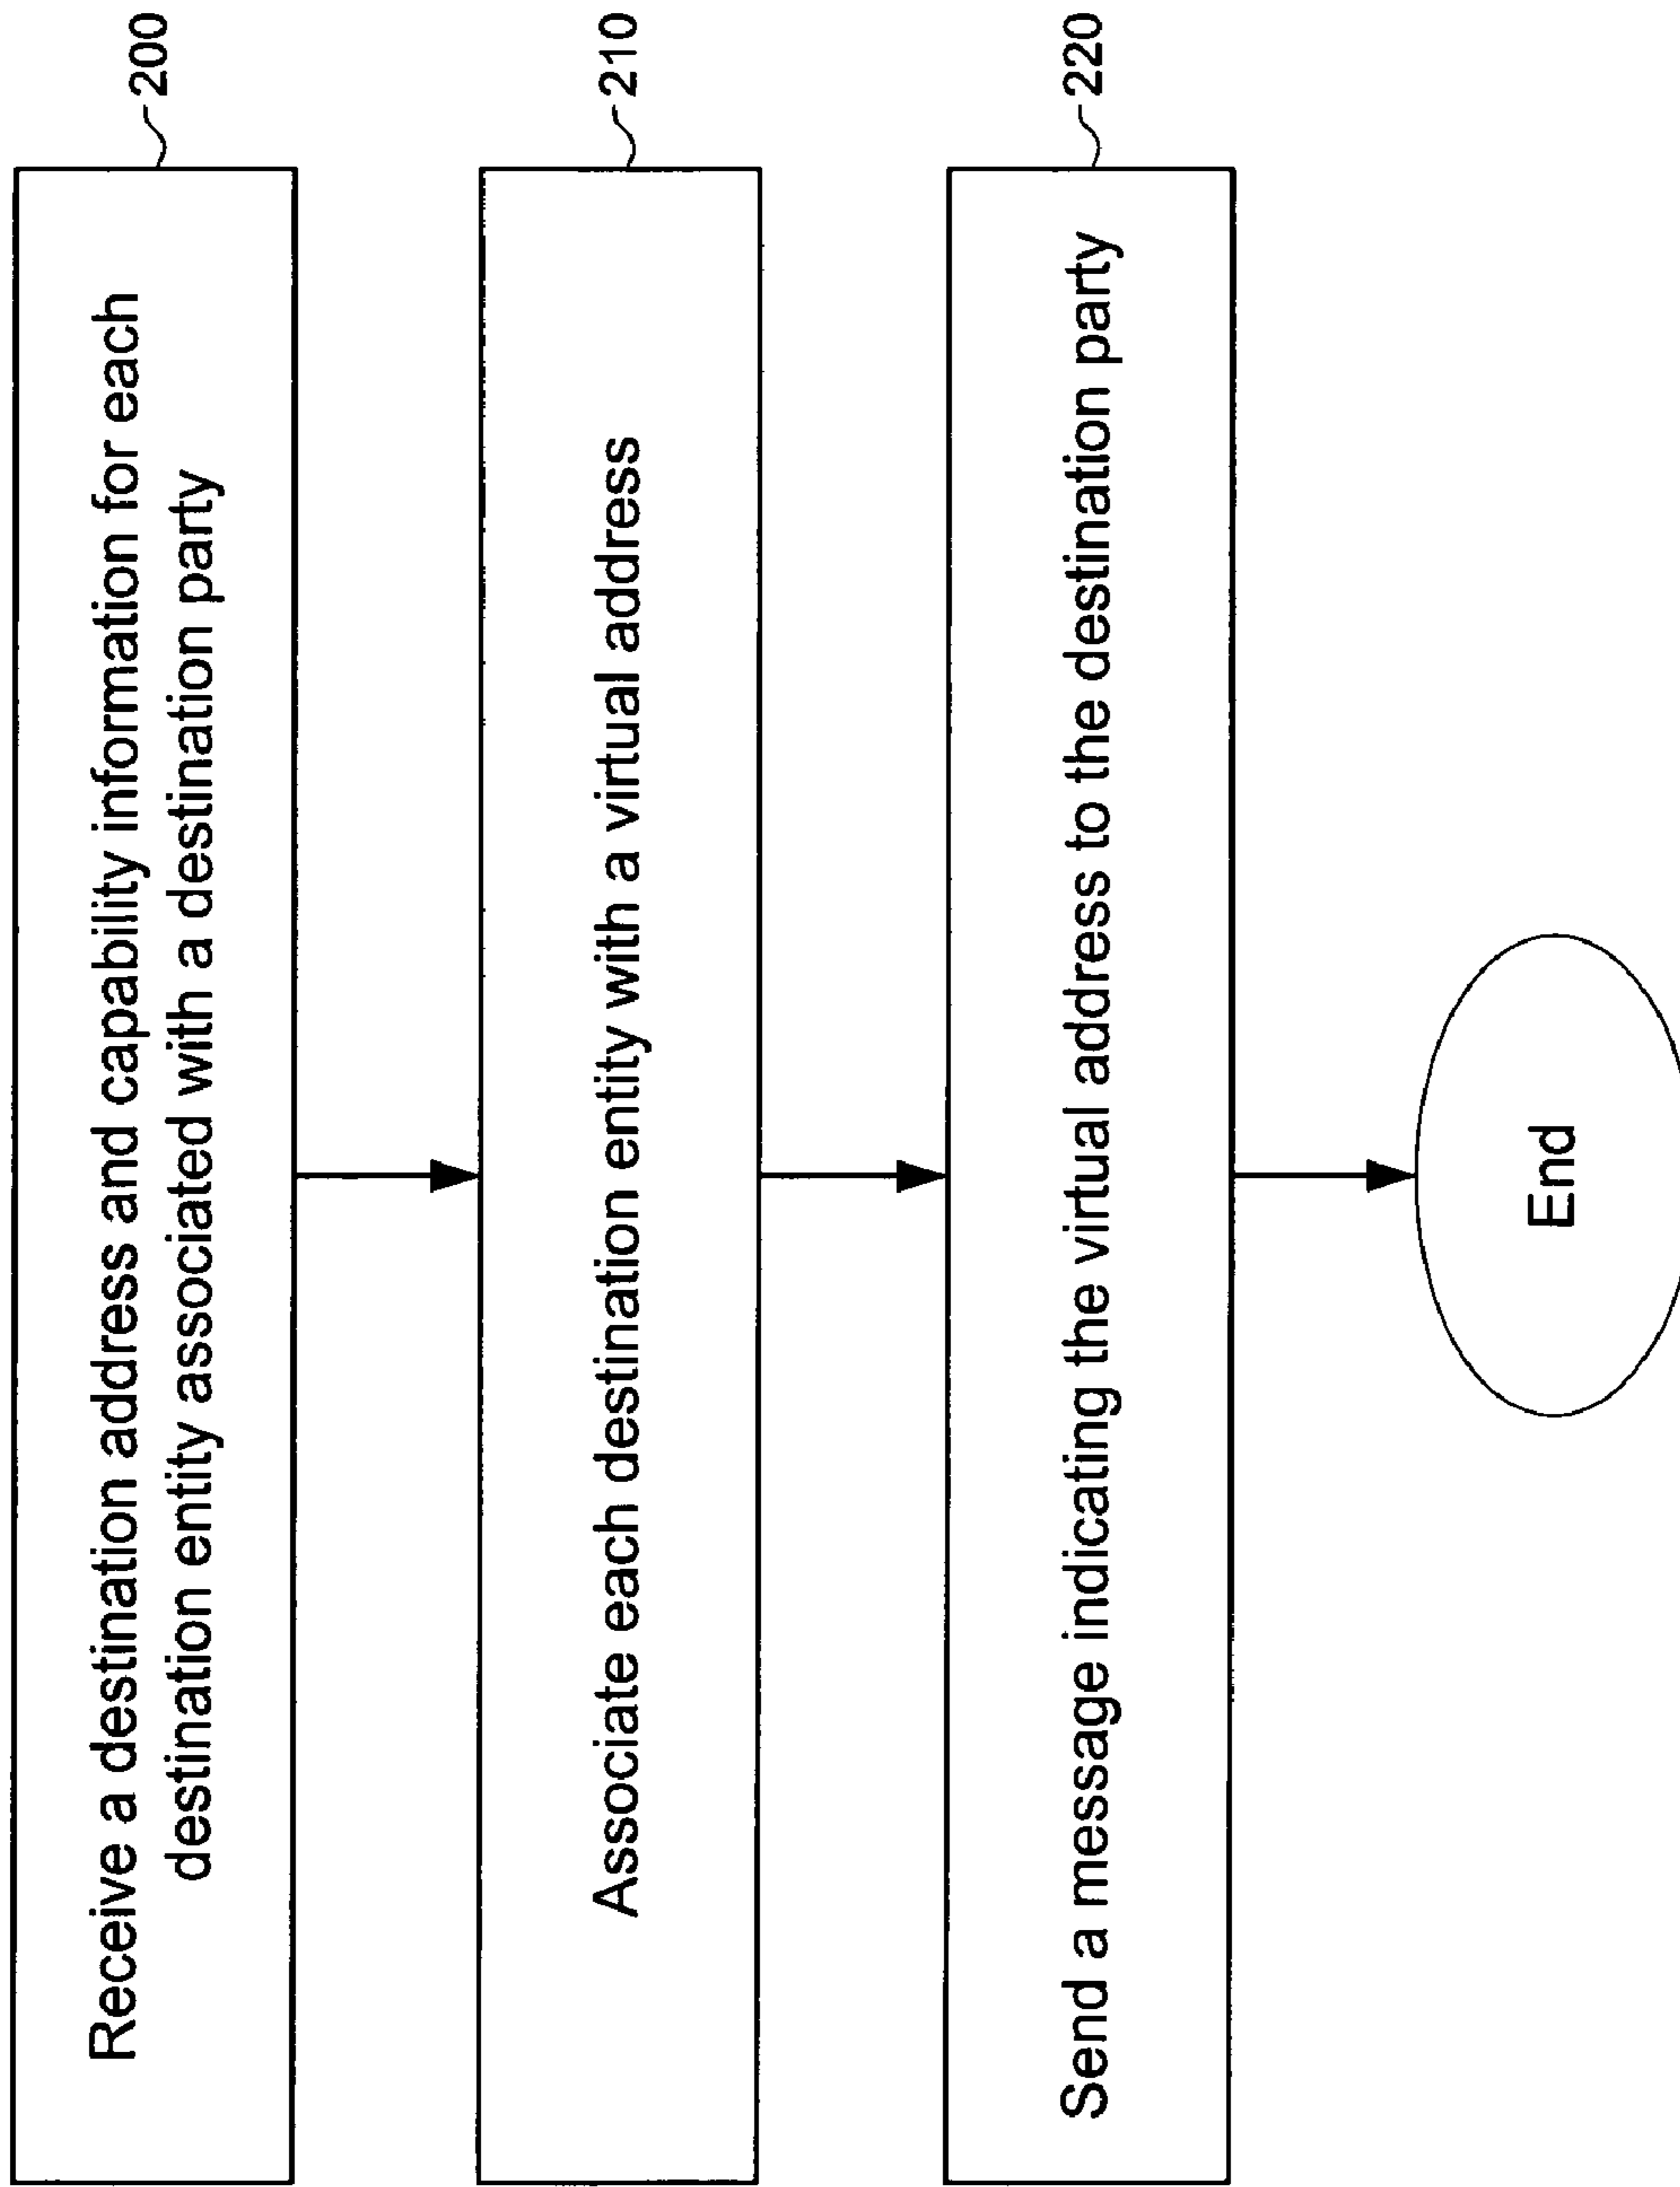 Receive a destination address and capability information for each
destination entity associated with a destination party
200
Associate each destination entity with a virtual address
210
Send a message indicating the virtual address to the destination party
220
End